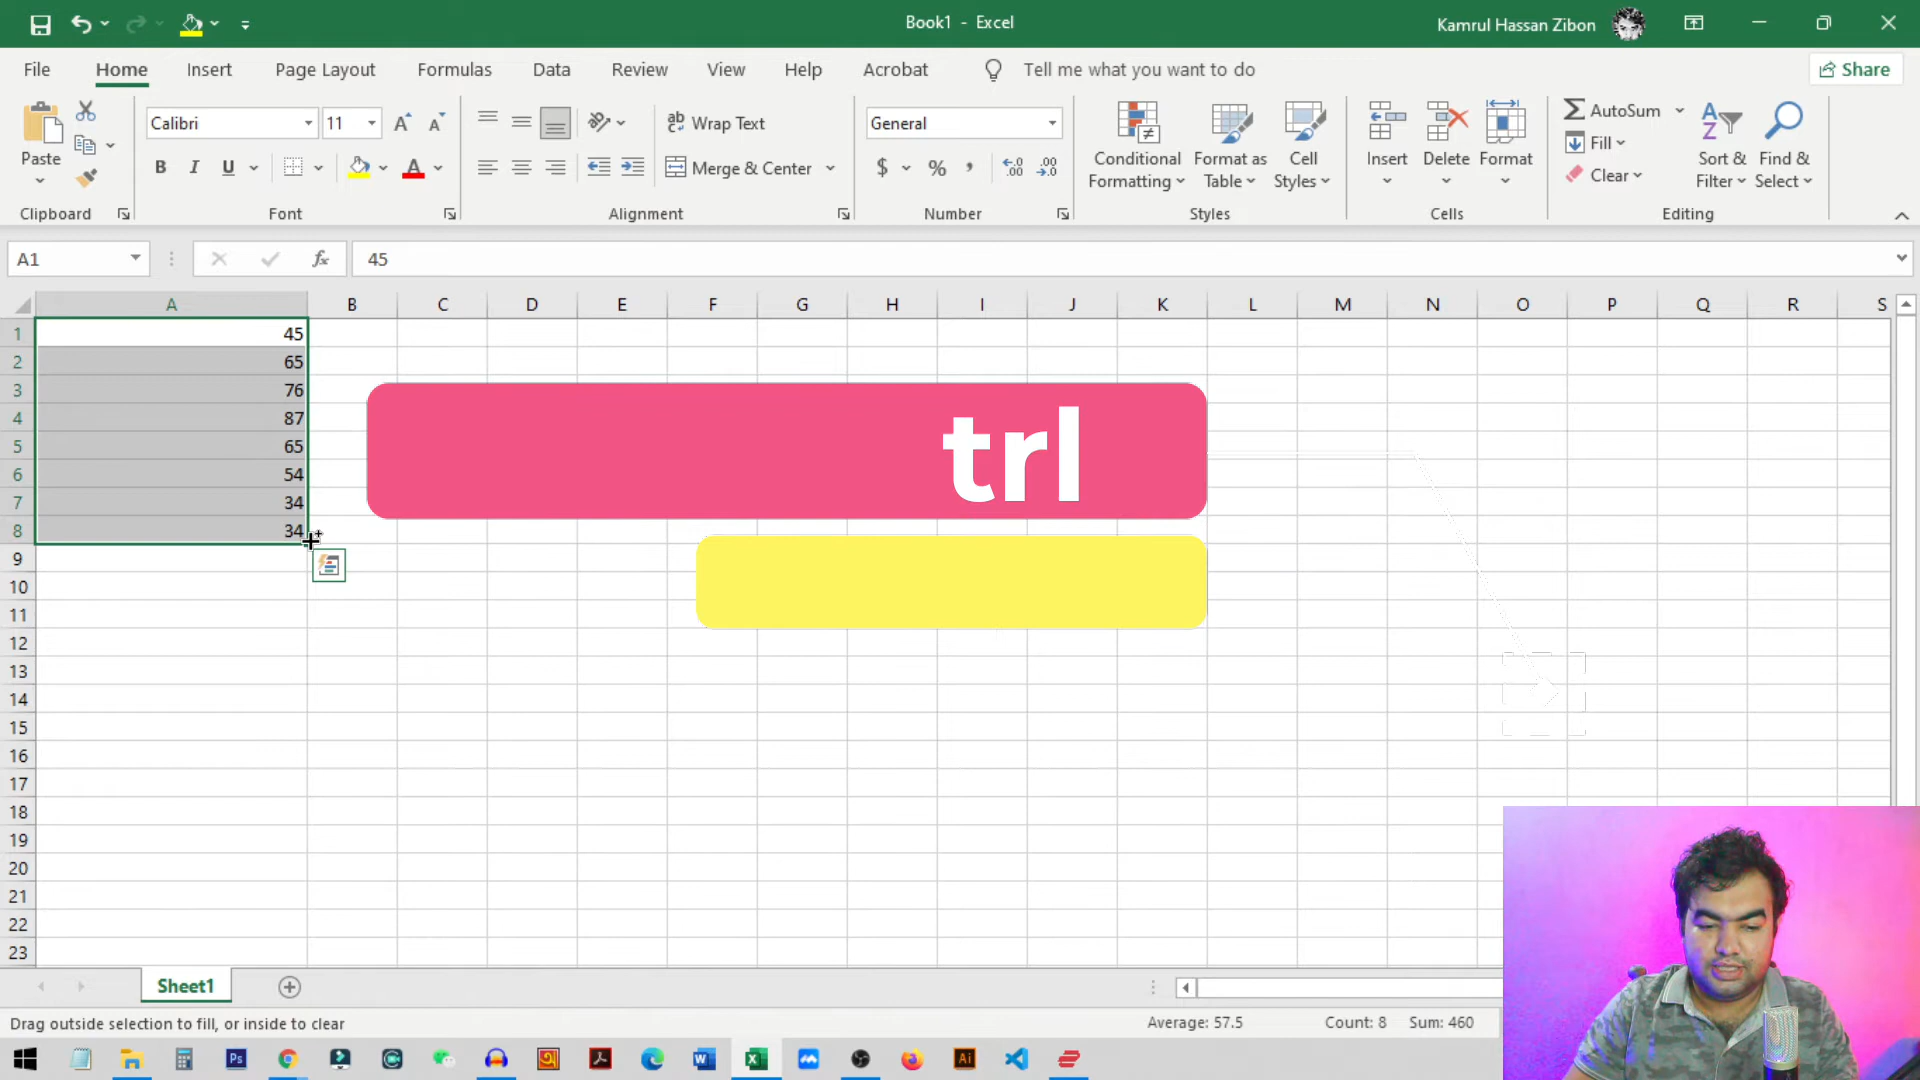 Book1 - Excel
Kamrul Hassan Zibon
File Home Insert Page Layout Formulas Data Review View Help Acrobat Tell me what you want to do Share
Paste
Clipboard
Calibri 11
B I U A
Font
ab Wrap Text
Merge & Center
Alignment
General
$ % ,
Number
Conditional Formatting
Format as Table
Cell Styles
Styles
Insert
Delete
Format
Cells
AutoSum
Fill
Clear
Sort & Filter
Find & Select
Editing
A1 fx 45
A B C D E F G H I J K L M N O P Q R S
1 45
2 65
3 76
4 87
5 65
6 54
7 34
8 34
9
10
11
12
13
14
15
16
17
18
19
20
21
22
23
trl
Sheet1
Drag outside selection to fill, or inside to clear
Average: 57.5 Count: 8 Sum: 460